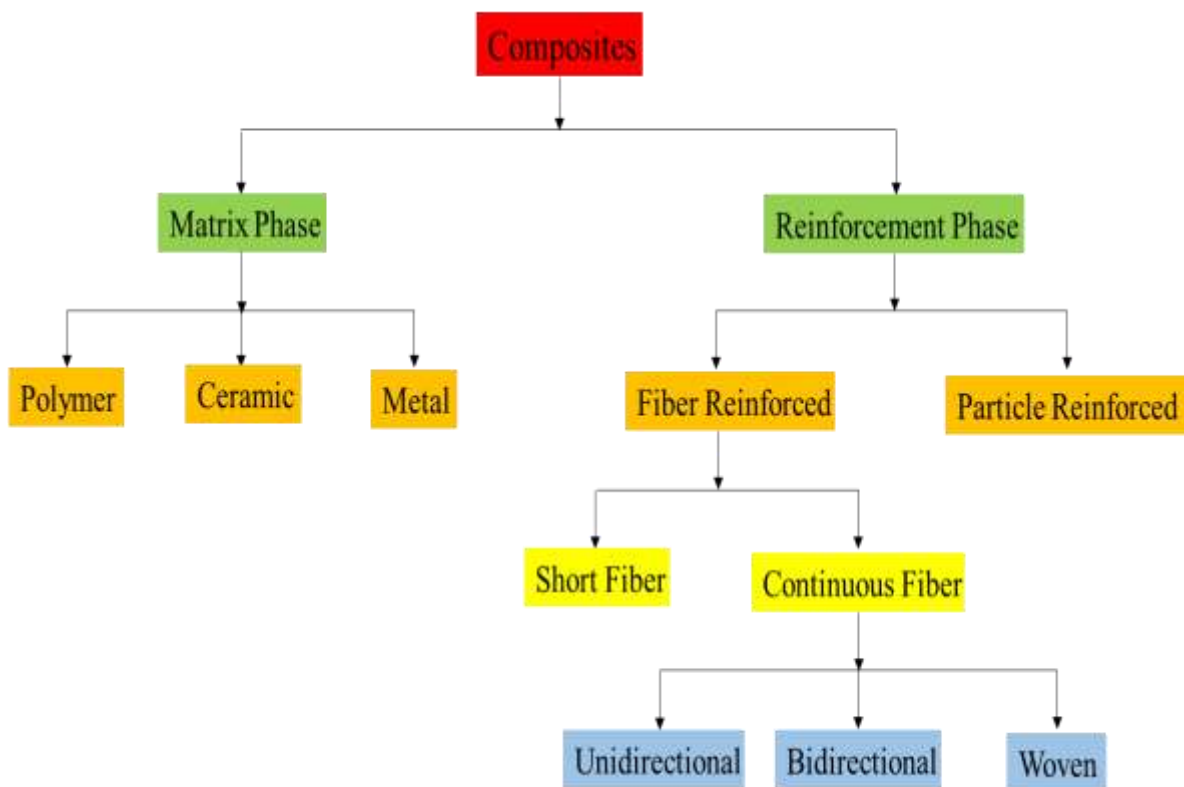 Composites
Matrix Phase
Reinforcement Phase
Polymer
Ceramic
Metal
Fiber Reinforced
Particle Reinforced
Short Fiber
Continuous Fiber
Unidirectional
Bidirectional
Woven